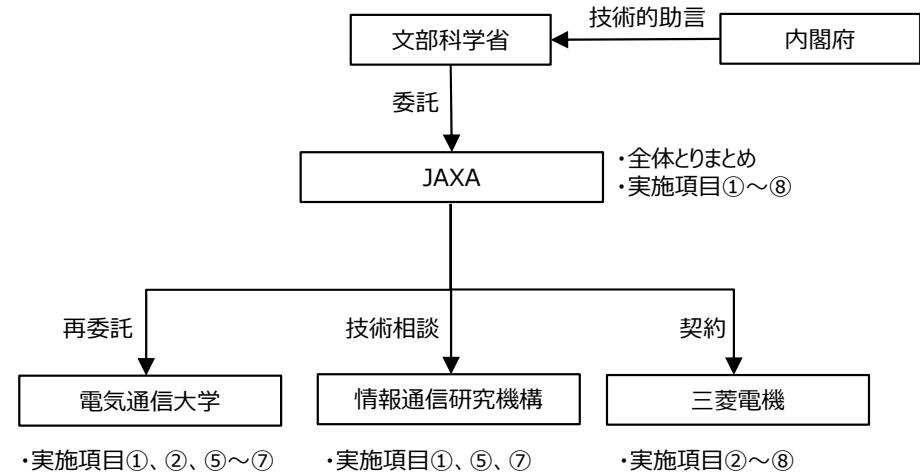 技術的助言
文部科学省
内閣府
委託
JAXA
・全体とりまとめ
・実施項目①～⑧
再委託
技術相談
契約
電気通信大学
情報通信研究機構
三菱電機
・実施項目①、②、⑤～⑦
・実施項目①、⑤、⑦
・実施項目②～⑧